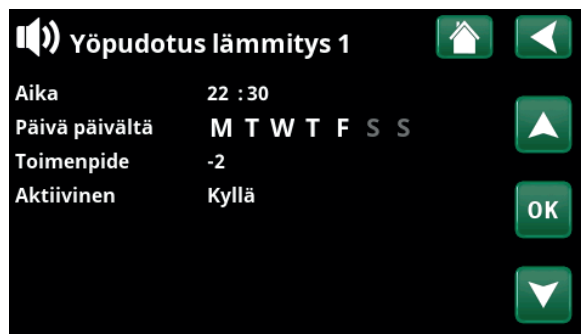 Yöpudotus lämmitys 1
Aika 22 :30
Päivä päivältä M T W T F S S
Toimenpide -2
Aktiivinen Kyllä
OK